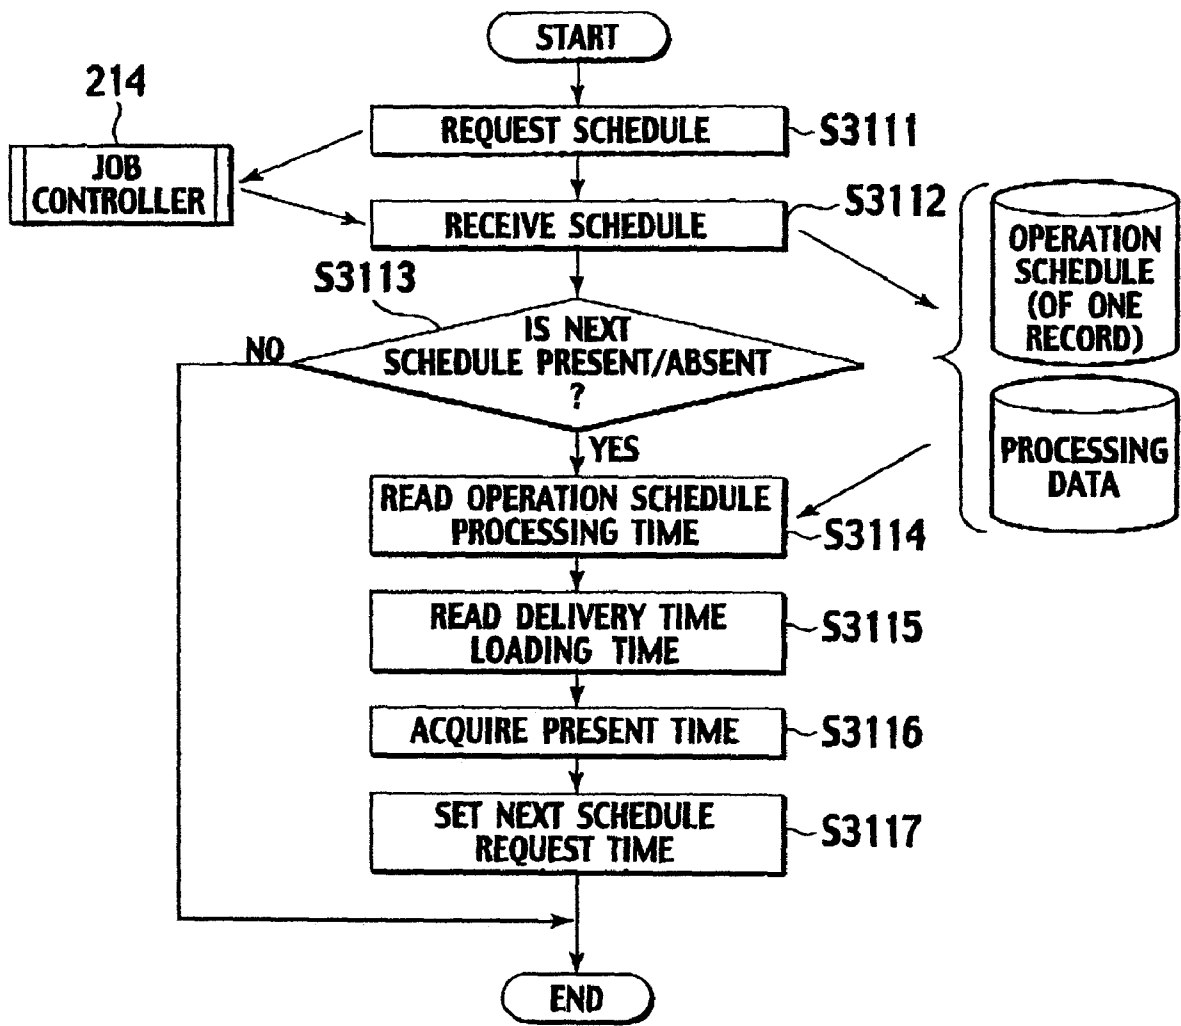 START
214
REQUEST SCHEDULE
S3111
JOB
CONTROLLER
RECEIVE SCHEDULE
S3112
OPERATION
SCHEDULE
(OF ONE
RECORD)
S3113
IS NEXT
SCHEDULE PRESENT/ABSENT
?
NO
YES
PROCESSING
DATA
READ OPERATION SCHEDULE
PROCESSING TIME
S3114
READ DELIVERY TIME
LOADING TIME
S3115
ACQUIRE PRESENT TIME
S3116
SET NEXT SCHEDULE
REQUEST TIME
S3117
END